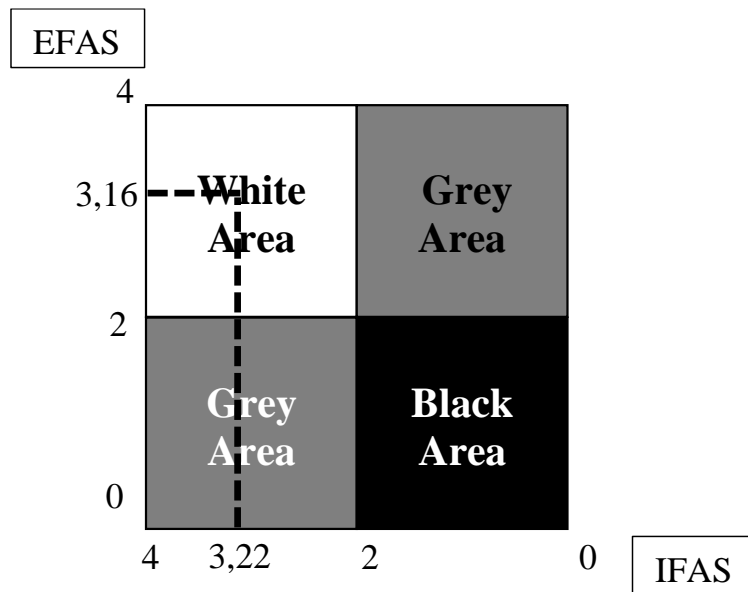 EFAS
4
3,16
White
Area
Grey
Area
2
Grey
Area
Black
Area
0
4
3,22
2
0
IFAS